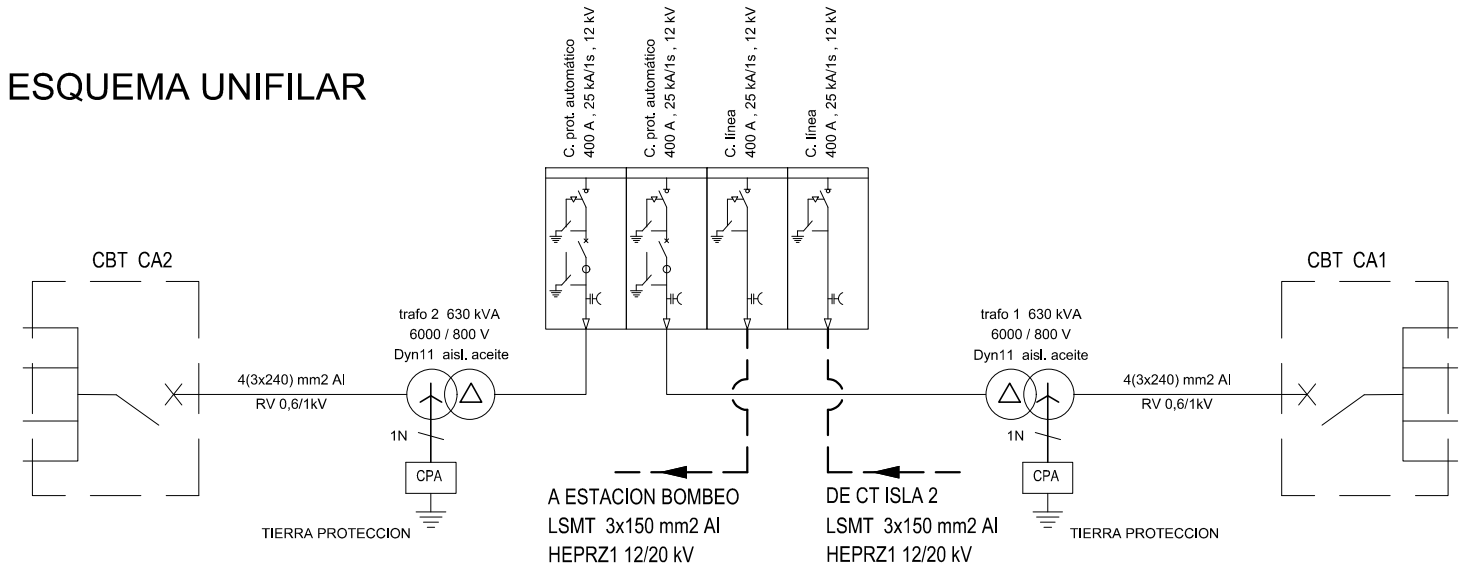 ESQUEMA UNIFILAR
C. prot. automático
400 A , 25 kA/1s , 12 kV
C. prot. automático
400 A , 25 kA/1s , 12 kV
C. línea
400 A , 25 kA/1s , 12 kV
C. línea
400 A , 25 kA/1s , 12 kV
CBT CA2
trafo 2 630 kVA
6000 / 800 V
Dyn11 aisl. aceite
4(3x240) mm2 Al
RV 0,6/1kV
1N
CPA
TIERRA PROTECCION
A ESTACION BOMBEO
LSMT 3x150 mm2 Al
HEPRZ1 12/20 kV
DE CT ISLA 2
LSMT 3x150 mm2 Al
HEPRZ1 12/20 kV
trafo 1 630 kVA
6000 / 800 V
Dyn11 aisl. aceite
4(3x240) mm2 Al
RV 0,6/1kV
1N
CPA
TIERRA PROTECCION
CBT CA1